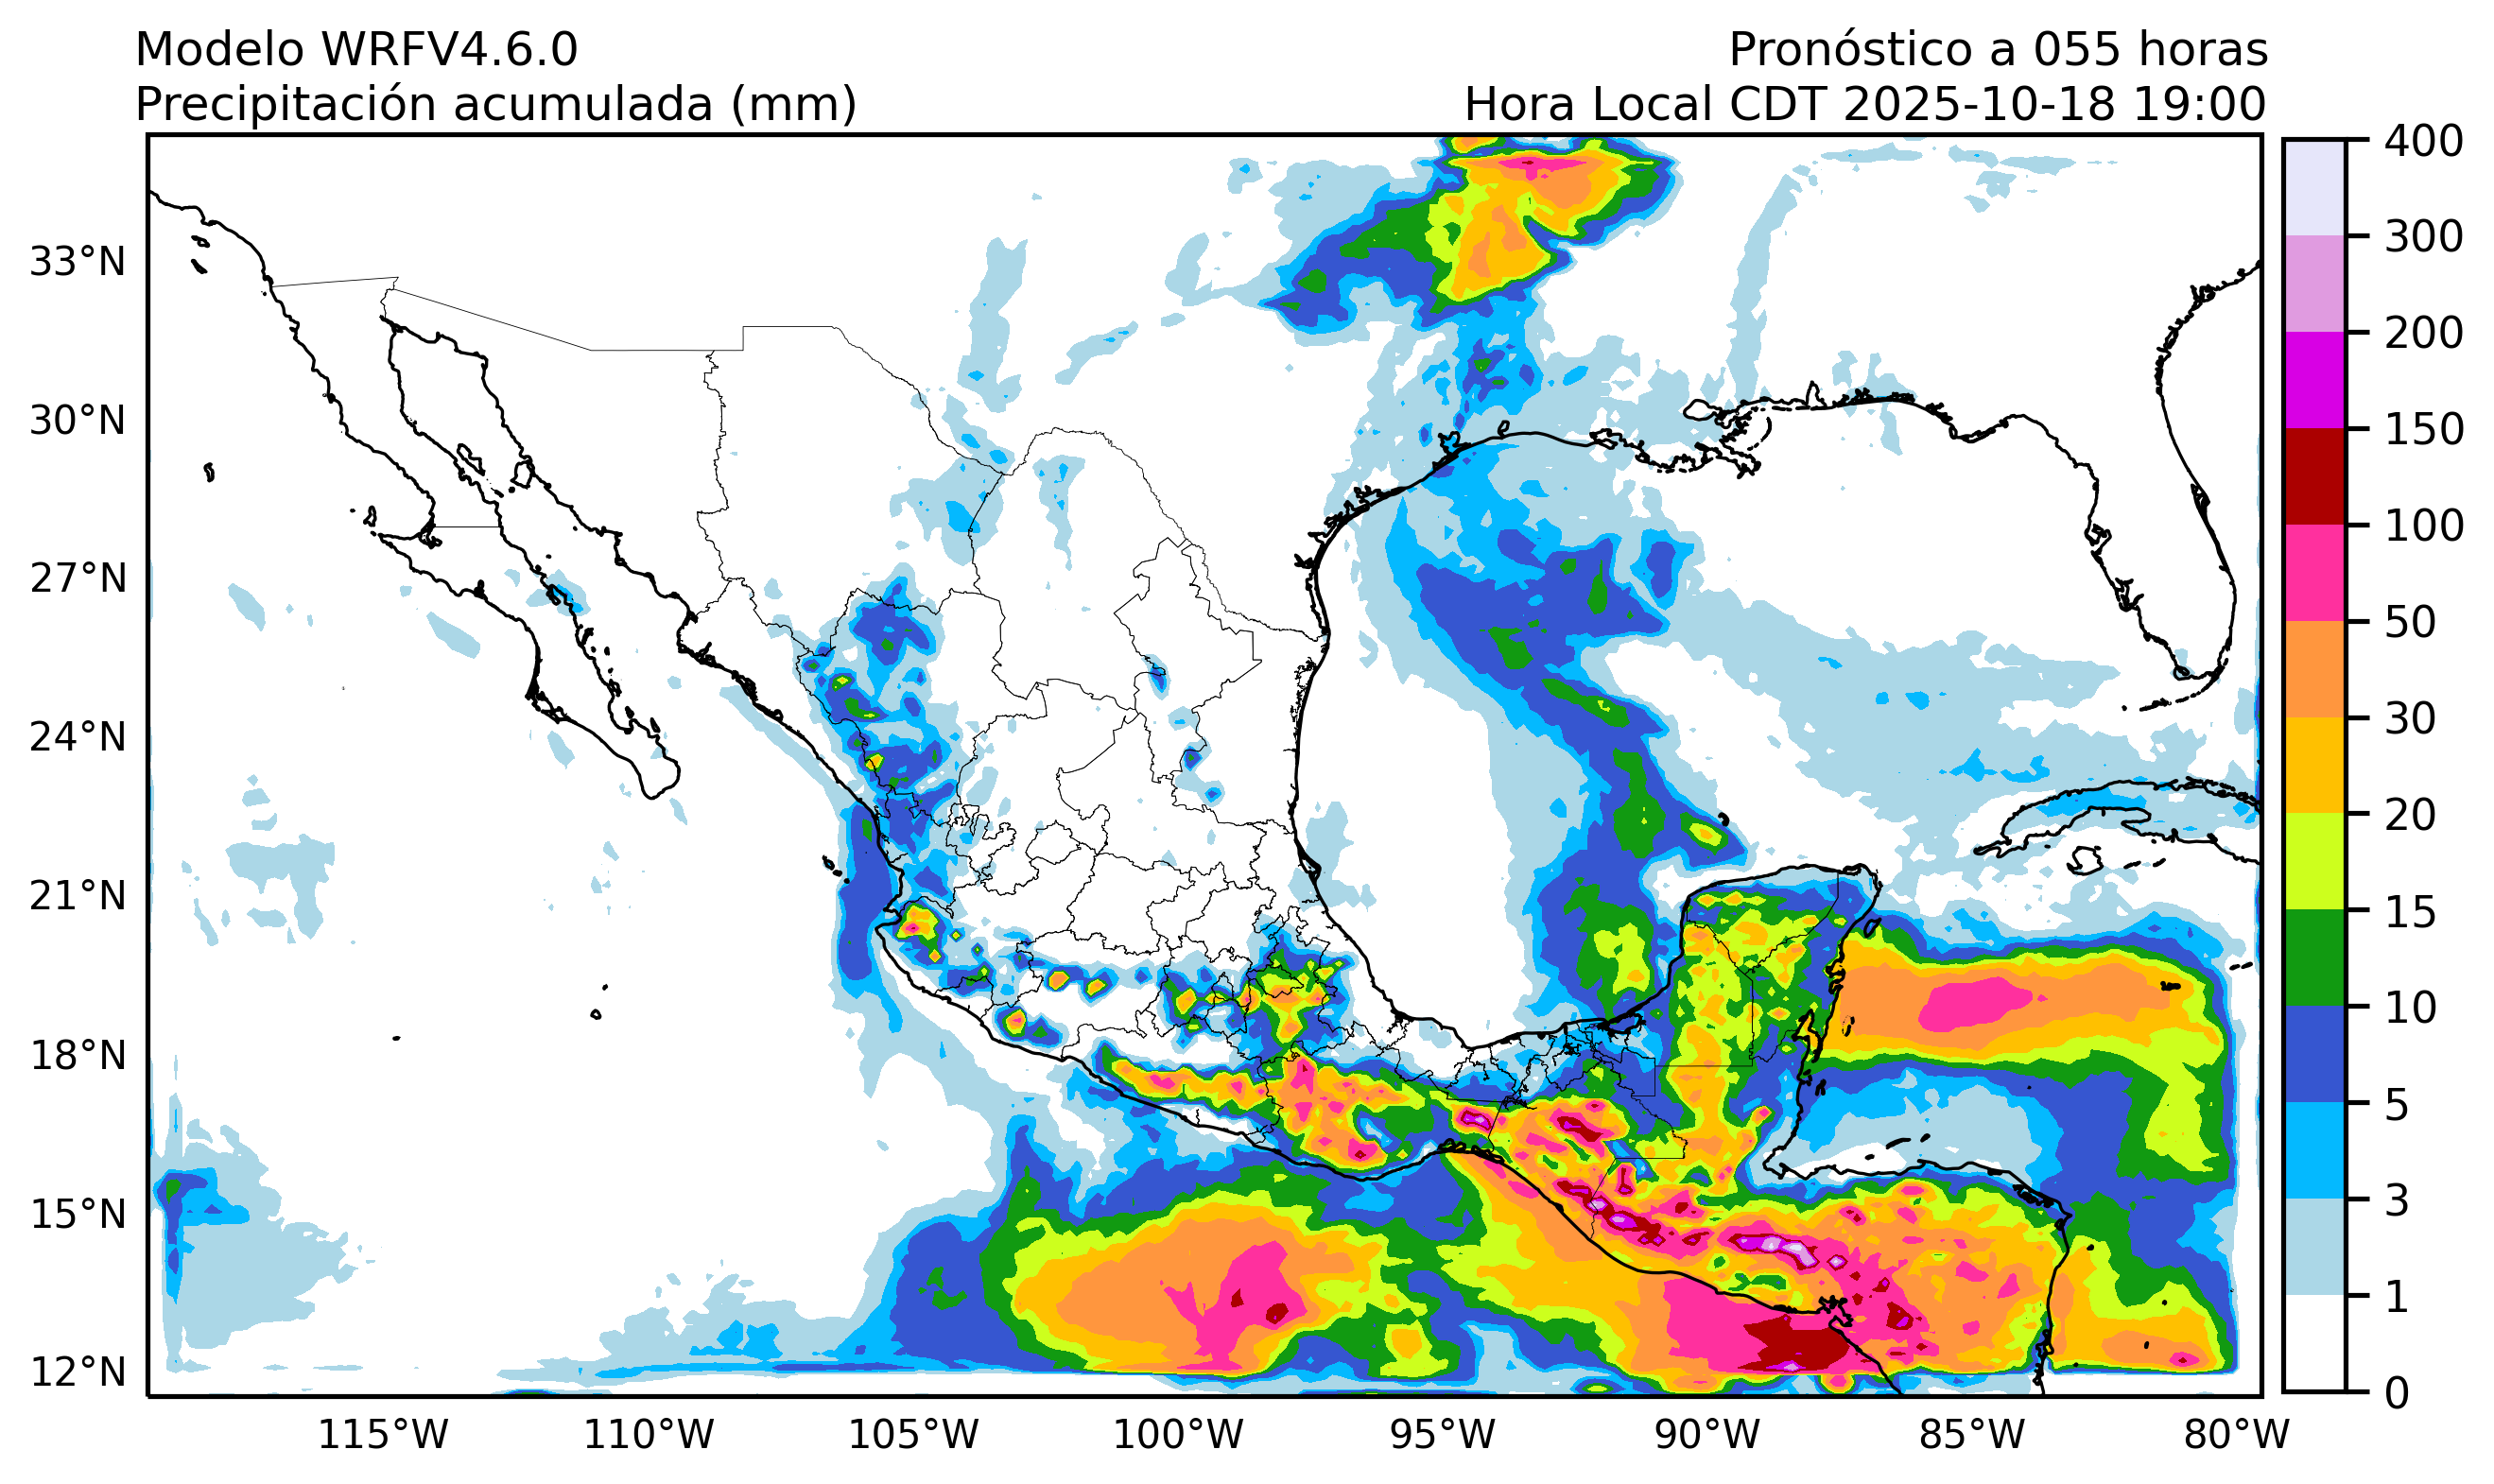 Modelo WRFV4.6.0
Pronóstico a 055 horas
Precipitación acumulada (mm)
Hora Local CDT 2025-10-18 19:00
400
300
200
150
100
50
30
20
15
10
5
3
1
0
33°N
30°N
27°N
24°N
21°N
18°N
15°N
12°N
115°W
110°W
105°W
100°W
95°W
90°W
85°W
80°W